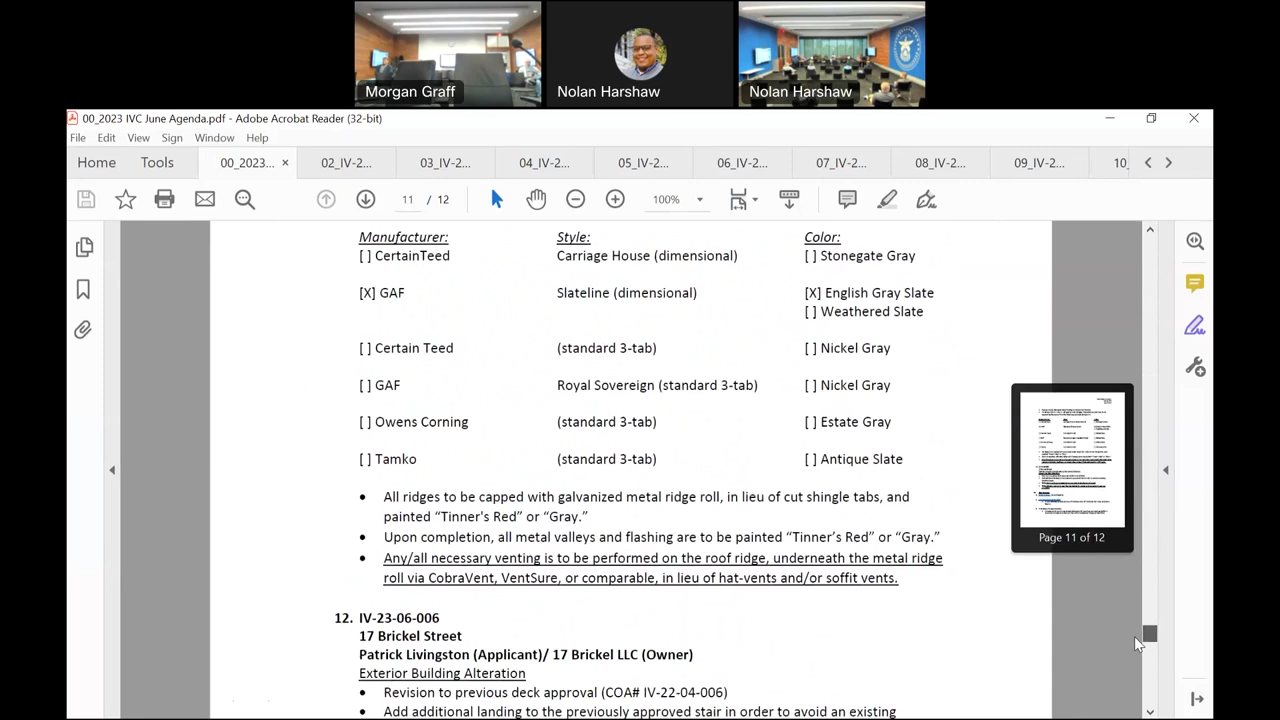 Morgan Graff
Nolan Harshaw
Nolan Harshaw
00_2023 IVC June Agenda.pdf - Adobe Acrobat Reader (32-bit)
File Edit View Sign Window Help
Home Tools 00_2023... × 02_IV-2... 03_IV-2... 04_IV-2... 05_IV-2... 06_IV-2... 07_IV-2... 08_IV-2... 09_IV-2... 10_
11 / 12 100%
Manufacturer: Style: Color:
[ ] CertainTeed Carriage House (dimensional) [ ] Stonegate Gray
[X] GAF Slateline (dimensional) [X] English Gray Slate
[ ] Weathered Slate
[ ] Certain Teed (standard 3-tab) [ ] Nickel Gray
[ ] GAF Royal Sovereign (standard 3-tab) [ ] Nickel Gray
[ ] Owens Corning (standard 3-tab) [ ] Estate Gray
[ ] Tamko (standard 3-tab) [ ] Antique Slate
• All ridges to be capped with galvanized metal ridge roll, in lieu of cut shingle tabs, and
painted “Tinner's Red” or “Gray.”
• Upon completion, all metal valleys and flashing are to be painted “Tinner’s Red” or “Gray.”
• Any/all necessary venting is to be performed on the roof ridge, underneath the metal ridge
roll via CobraVent, VentSure, or comparable, in lieu of hat-vents and/or soffit vents.
Page 11 of 12
12. IV-23-06-006
17 Brickel Street
Patrick Livingston (Applicant)/ 17 Brickel LLC (Owner)
Exterior Building Alteration
• Revision to previous deck approval (COA# IV-22-04-006)
• Add additional landing to the previously approved stair in order to avoid an existing